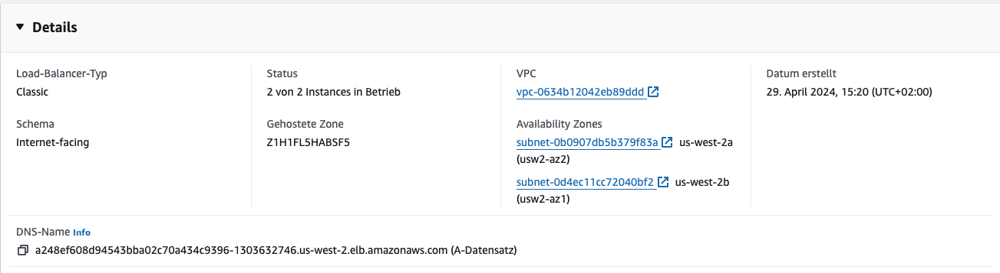 Details
Load-Balancer-Typ
Classic
Status
2 von 2 Instances in Betrieb
VPC
vpc-0634b12042eb89ddd
Datum erstellt
29. April 2024, 15:20 (UTC+02:00)
Schema
Internet-facing
Gehostete Zone
Z1H1FL5HABSF5
Availability Zones
subnet-0b0907db5b379f83a us-west-2a
(usw2-az2)
subnet-0d4ec11cc72040bf2 us-west-2b
(usw2-az1)
DNS-Name Info
a248ef608d94543bba02c70a434c9396-1303632746.us-west-2.elb.amazonaws.com (A-Datensatz)